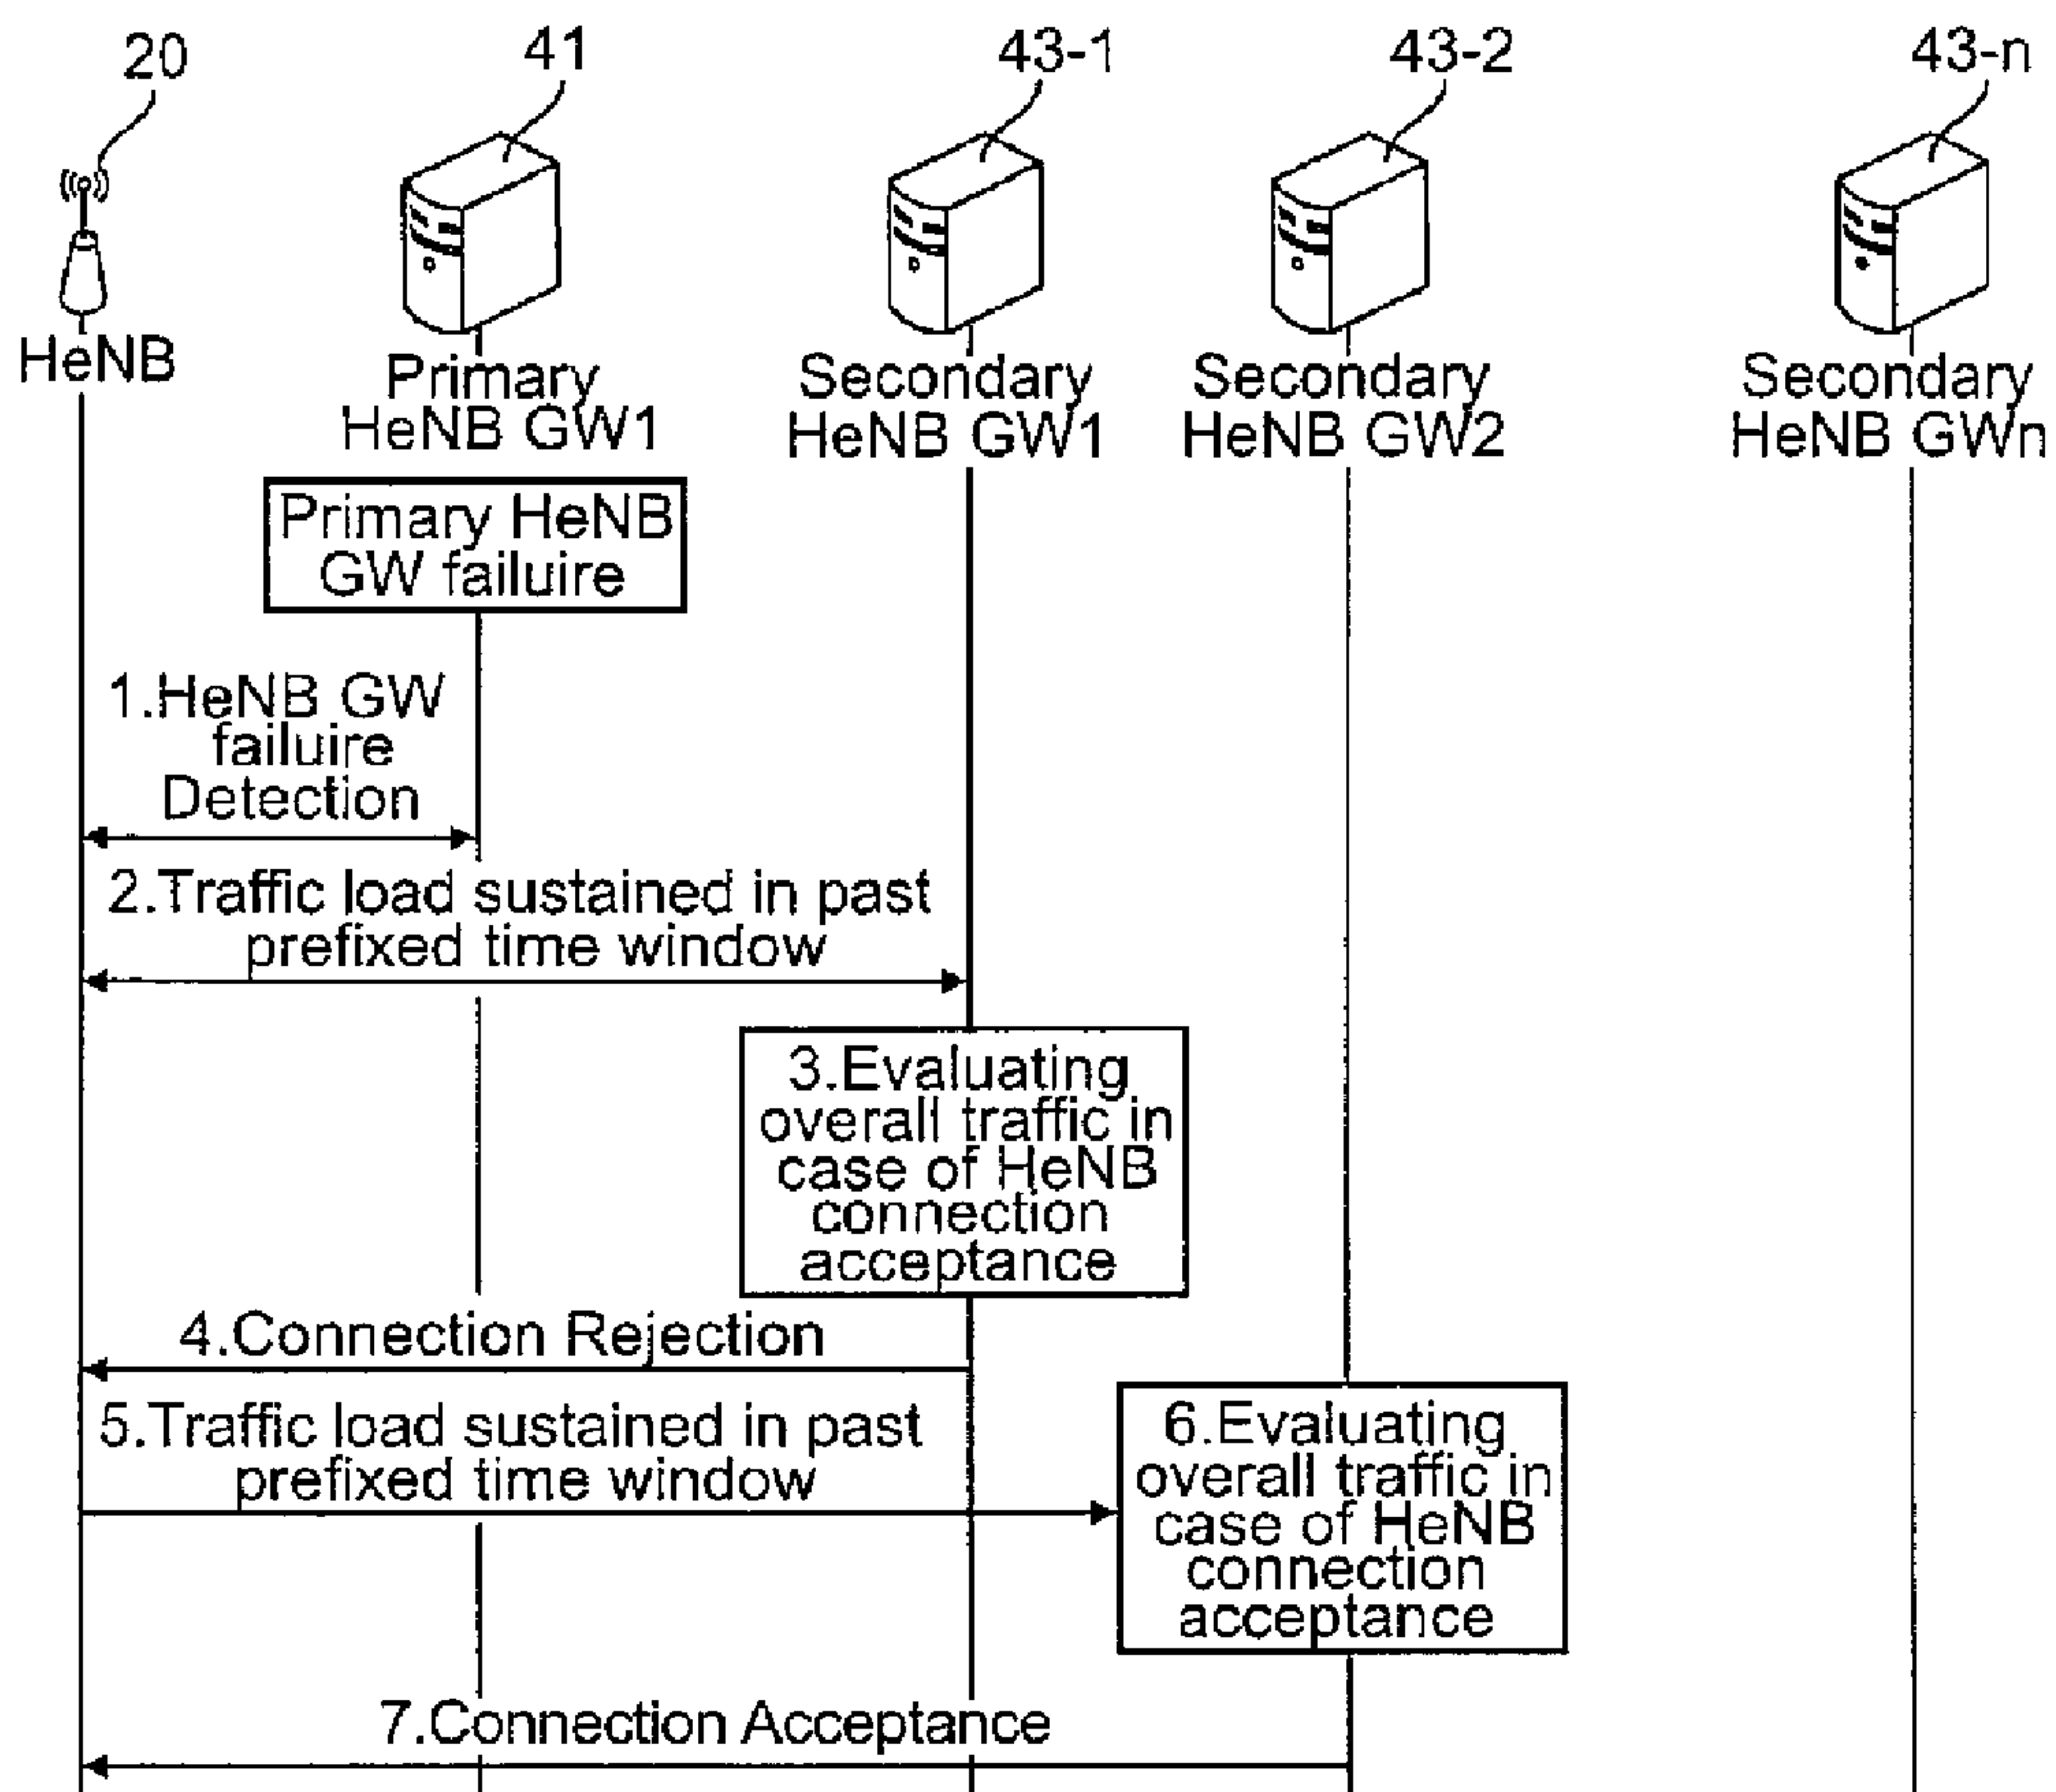 20
41
43-1
43-2
43-n
HeNB
Primary
HeNB GW1
Secondary
HeNB GW1
Secondary
HeNB GW2
Secondary
HeNB GWn
Primary HeNB
GW failuire
1.HeNB GW
failuire
Detection
2.Traffic load sustained in past
prefixed time window
3.Evaluating
overall traffic in
case of HeNB
connection
acceptance
4.Connection Rejection
5.Traffic load sustained in past
prefixed time window
6.Evaluating
overall traffic in
case of HeNB
connection
acceptance
7.Connection Acceptance